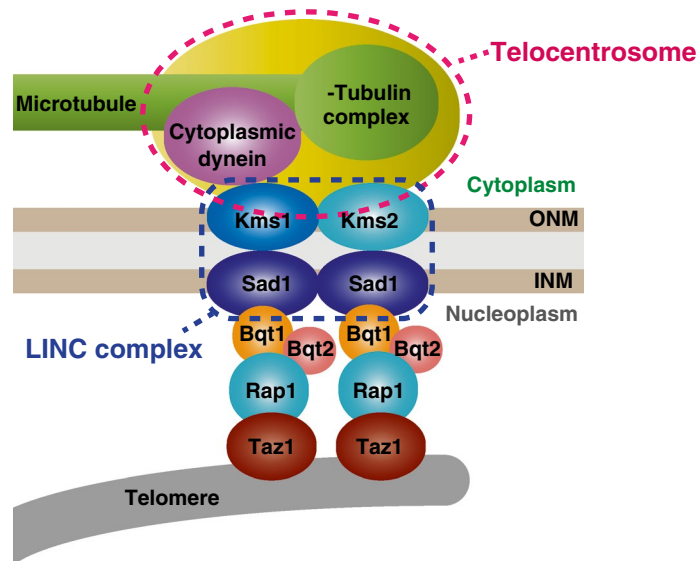 Telocentrosome
Microtubule
-Tubulin
complex
Cytoplasmic
dynein
Cytoplasm
Kms1
Kms2
ONM
Sad1
Sad1
INM
Nucleoplasm
LINC complex
Bqt1
Bqt2
Bqt1
Bqt2
Rap1
Rap1
Taz1
Taz1
Telomere